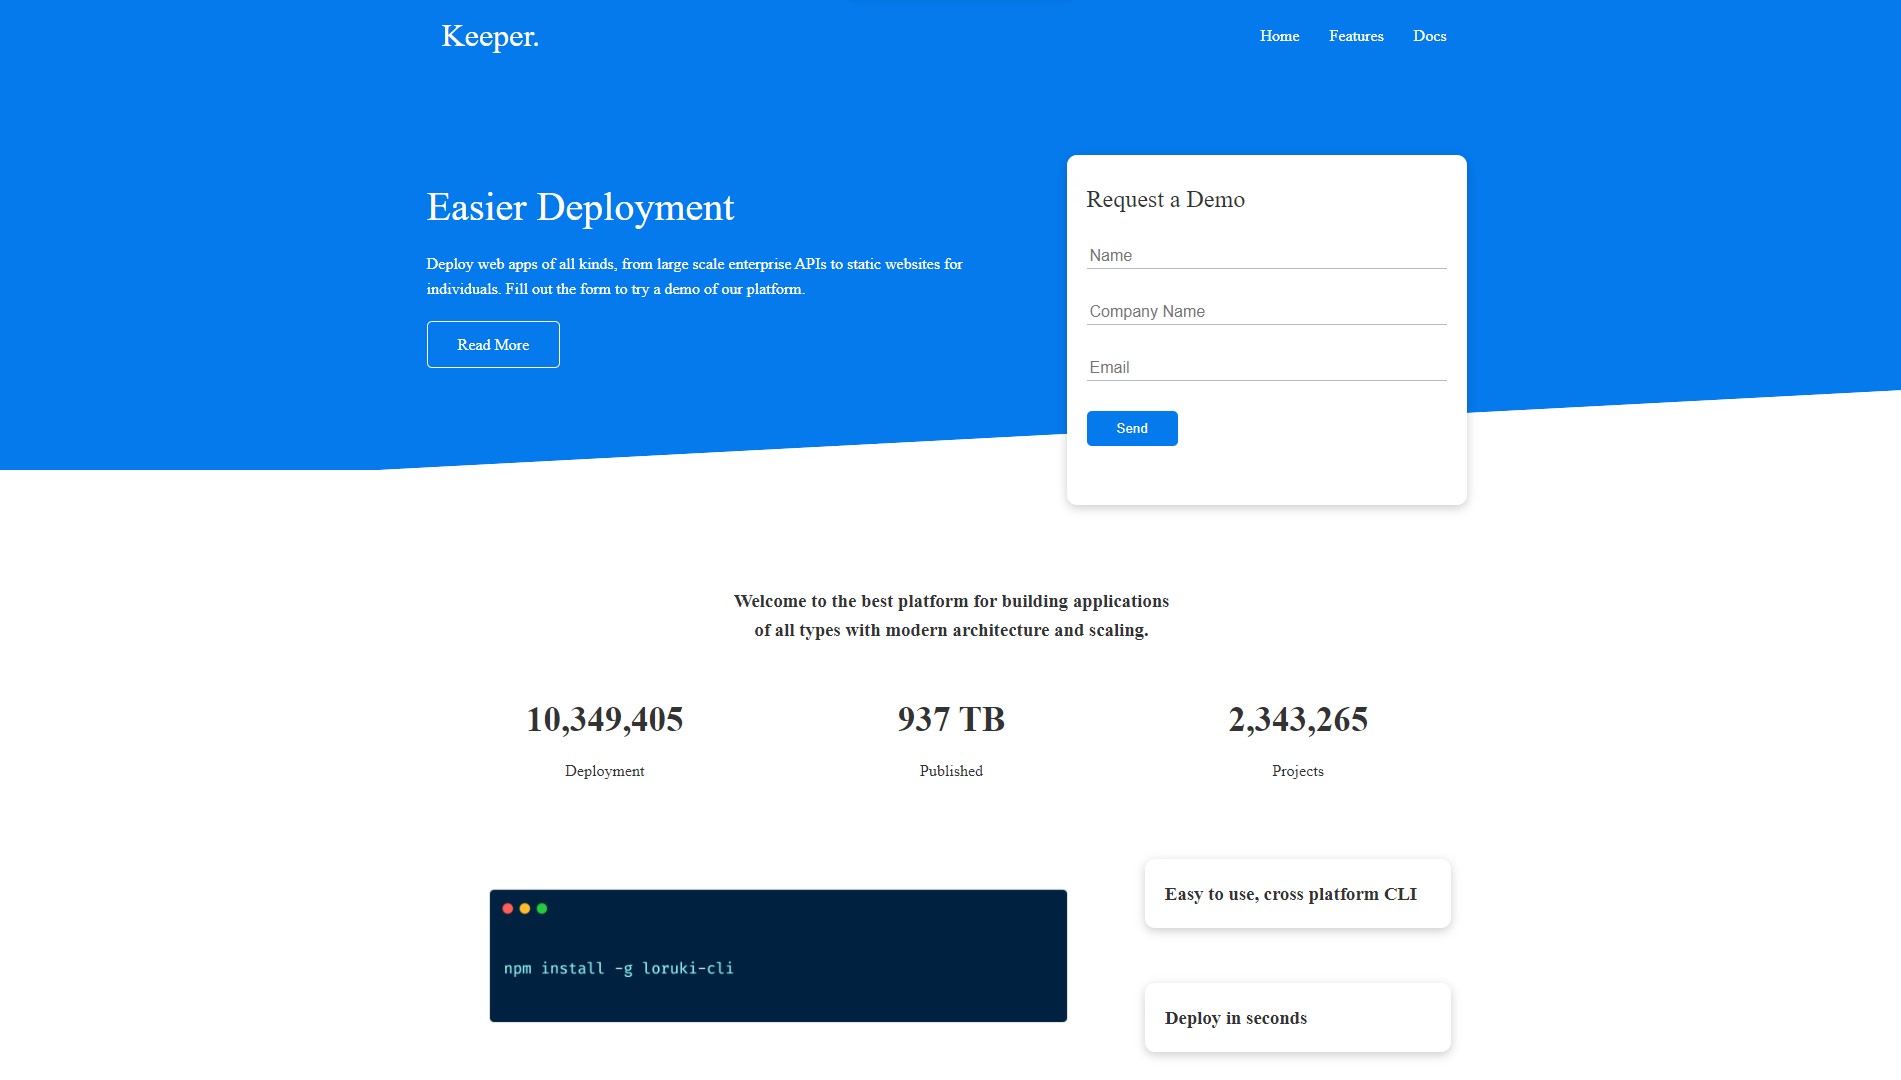 Keeper.
Home
Features
Docs
Easier Deployment
Deploy web apps of all kinds, from large scale enterprise APIs to static websites for
individuals. Fill out the form to try a demo of our platform.
Read More
Request a Demo
Name
Company Name
Email
Send
Welcome to the best platform for building applications
of all types with modern architecture and scaling.
10,349,405
Deployment
937 TB
Published
2,343,265
Projects
npm install -g loruki-cli
Easy to use, cross platform CLI
Deploy in seconds